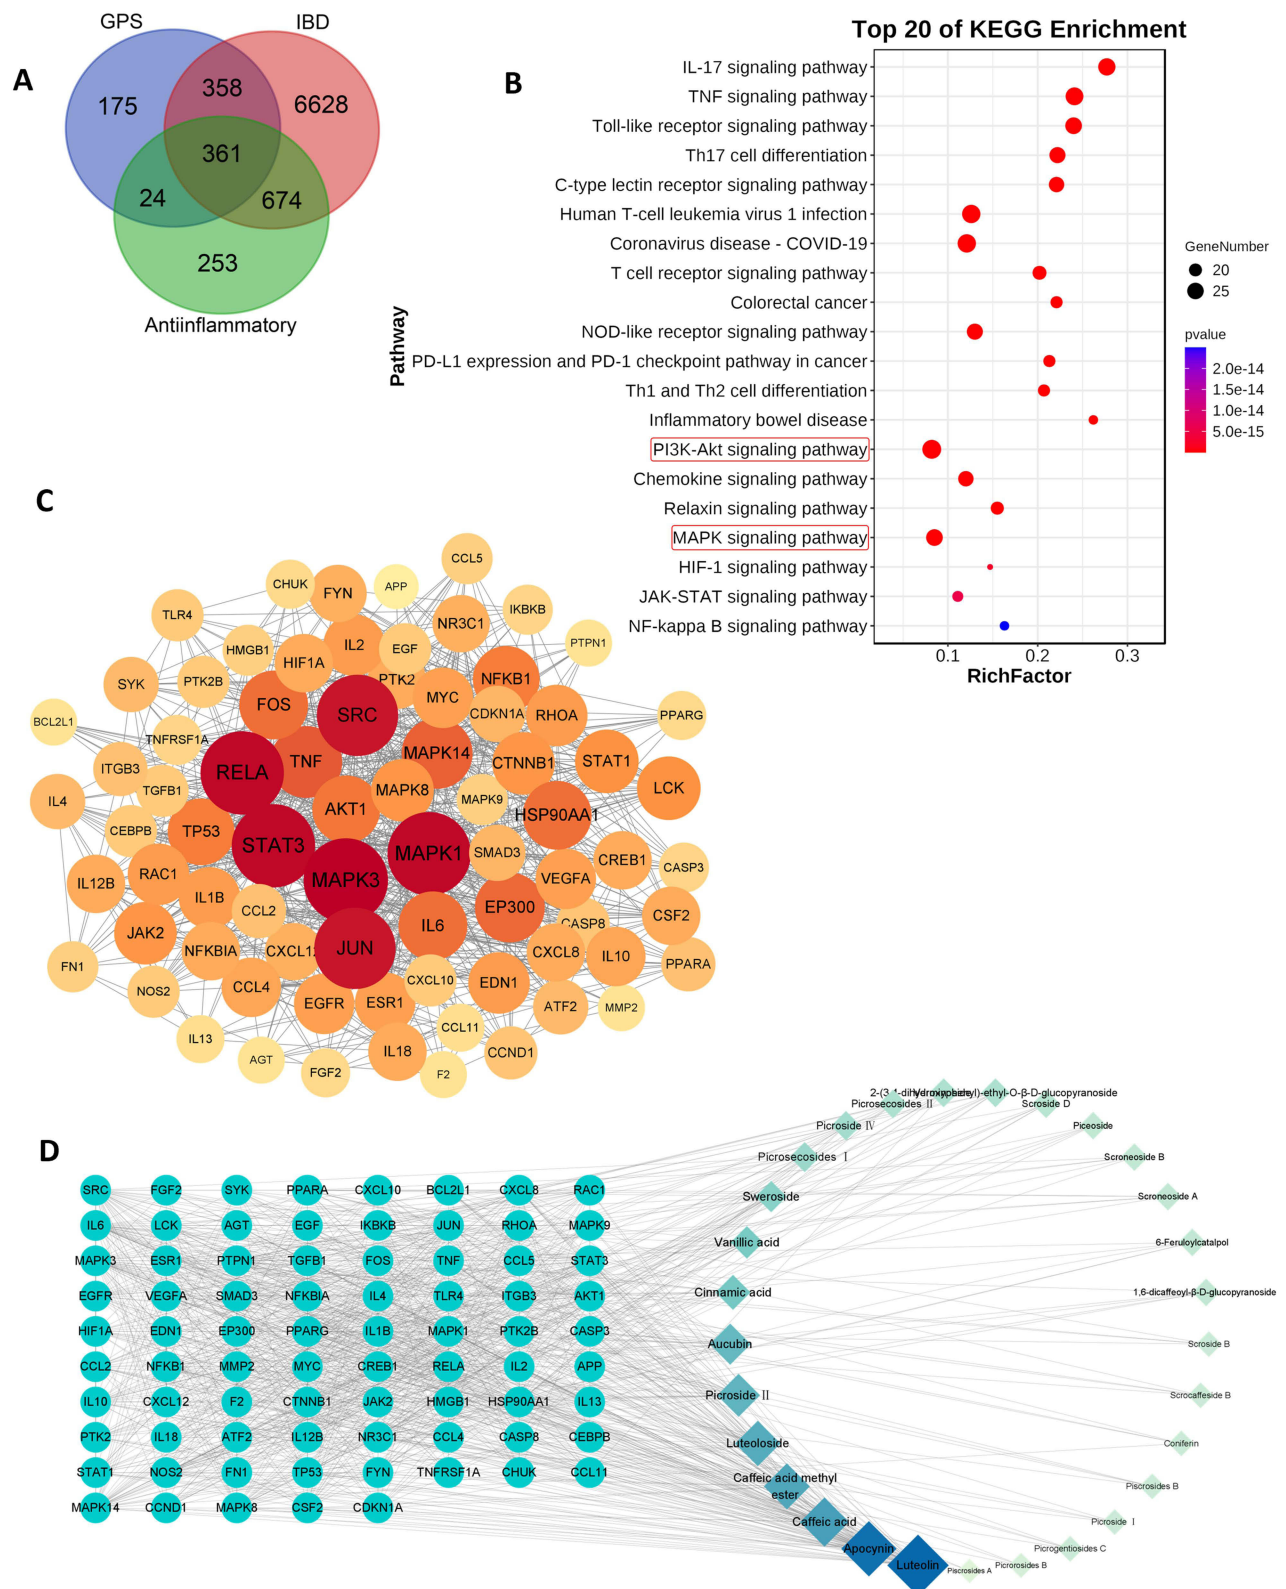 A
GPS
IBD
175
358
6628
361
24
674
253
Antiinflammatory
B
Top 20 of KEGG Enrichment
Pathway
IL-17 signaling pathway
TNF signaling pathway
Toll-like receptor signaling pathway
Th17 cell differentiation
C-type lectin receptor signaling pathway
Human T-cell leukemia virus 1 infection
Coronavirus disease - COVID-19
T cell receptor signaling pathway
Colorectal cancer
NOD-like receptor signaling pathway
PD-L1 expression and PD-1 checkpoint pathway in cancer
Th1 and Th2 cell differentiation
Inflammatory bowel disease
PI3K-Akt signaling pathway
Chemokine signaling pathway
Relaxin signaling pathway
MAPK signaling pathway
HIF-1 signaling pathway
JAK-STAT signaling pathway
NF-kappa B signaling pathway
0.1
0.2
0.3
RichFactor
GeneNumber
20
25
pvalue
2.0e-14
1.5e-14
1.0e-14
5.0e-15
C
CCL5
CHUK
FYN
APP
TLR4
IKBKB
NR3C1
PTPN1
HMGB1
HIF1A
IL2
EGF
SYK
PTK2B
PTK2
NFKB1
FOS
SRC
MYC
CDKN1A
RHOA
PPARG
BCL2L1
TNFRSF1A
TNF
MAPK14
CTNNB1
STAT1
ITGB3
RELA
TGFB1
MAPK8
MAPK9
LCK
IL4
AKT1
HSP90AA1
CEBPB
TP53
STAT3
MAPK1
SMAD3
CREB1
CASP3
IL12B
RAC1
MAPK3
VEGFA
IL1B
CCL2
EP300
CASP8
CSF2
JAK2
IL6
NFKBIA
JUN
CXCL8
IL10
PPARA
FN1
NOS2
CCL4
CXCL10
EDN1
EGFR
ESR1
ATF2
MMP2
CCL11
IL13
AGT
IL18
CCND1
FGF2
F2
D
SRC FGF2 SYK PPARA CXCL10 BCL2L1 CXCL8 RAC1
IL6 LCK AGT EGF IKBKB JUN RHOA MAPK9
MAPK3 ESR1 PTPN1 TGFB1 FOS TNF CCL5 STAT3
EGFR VEGFA SMAD3 NFKBIA IL4 TLR4 ITGB3 AKT1
HIF1A EDN1 EP300 PPARG IL1B MAPK1 PTK2B CASP3
CCL2 NFKB1 MMP2 MYC CREB1 RELA IL2 APP
IL10 CXCL12 F2 CTNNB1 JAK2 HMGB1 HSP90AA1 IL13
PTK2 IL18 ATF2 IL12B NR3C1 CCL4 CASP8 CEBPB
STAT1 NOS2 FN1 TP53 FYN TNFRSF1A CHUK CCL11
MAPK14 CCND1 MAPK8 CSF2 CDKN1A
Picrosecosides II
Scroside D
Picroside IV
Piceoside
Picrosecosides I
Scroneoside B
Sweroside
Scroneoside A
Vanillic acid
6-Feruloylcatalpol
Cinnamic acid
1,6-dicaffeoyl-β-D-glucopyranoside
Aucubin
Scroside B
Picroside II
Scrocaffeside B
Luteoloside
Coniferin
Caffeic acid methyl
ester
Piscrosides B
Caffeic acid
Picroside I
Apocynin
Picrogentiosides C
Luteolin
Picrorosides B
Piscrosides A